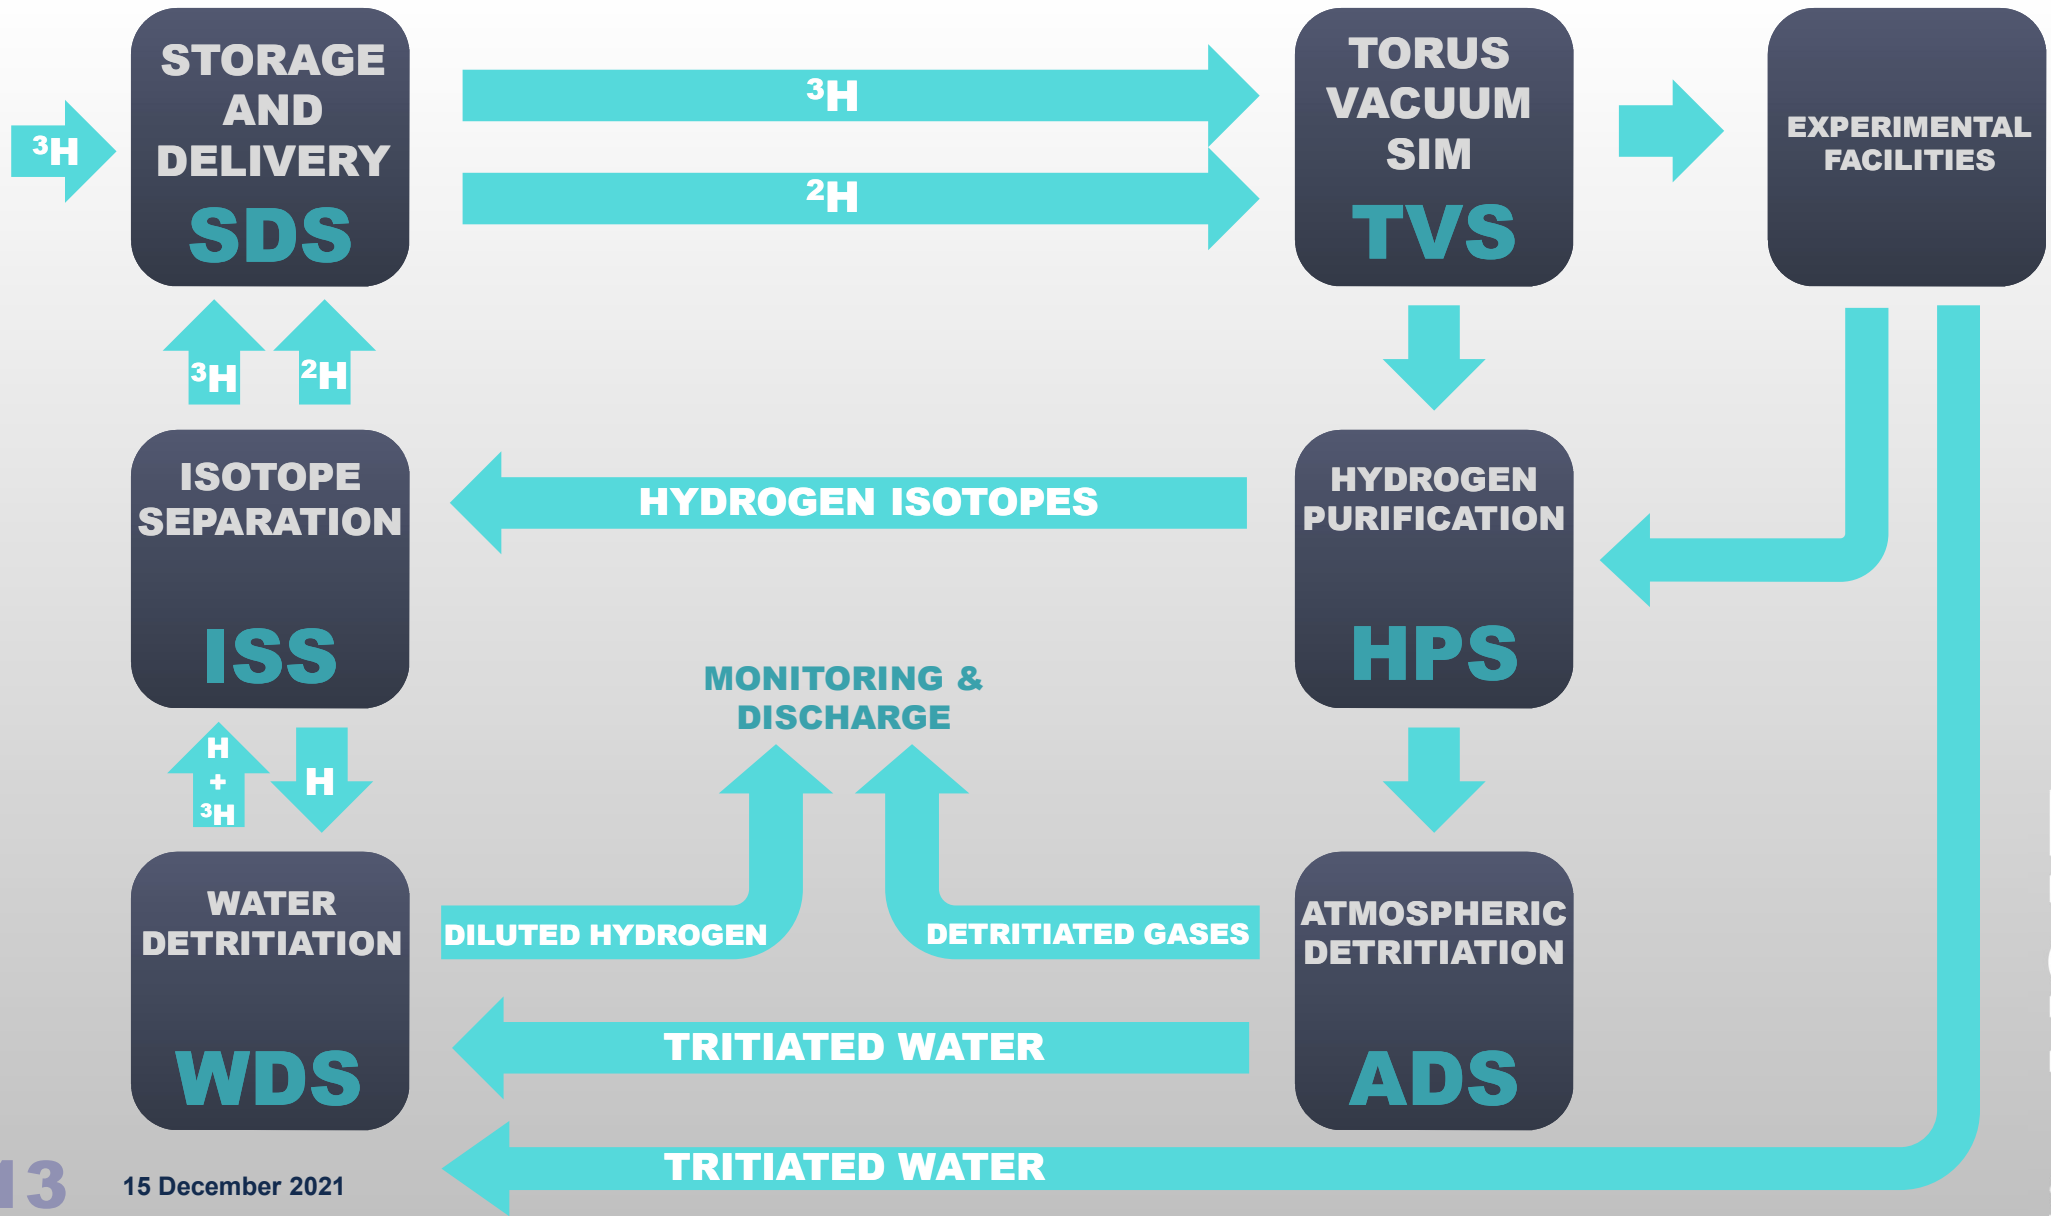 STORAGE
AND
DELIVERY
SDS
³H
³H
²H
TORUS
VACUUM
SIM
TVS
EXPERIMENTAL
FACILITIES
³H
²H
ISOTOPE
SEPARATION
ISS
HYDROGEN ISOTOPES
HYDROGEN
PURIFICATION
HPS
MONITORING &
DISCHARGE
H
+
³H
H
WATER
DETRITIATION
WDS
DILUTED HYDROGEN
DETRITIATED GASES
ATMOSPHERIC
DETRITIATION
ADS
TRITIATED WATER
TRITIATED WATER
13
15 December 2021